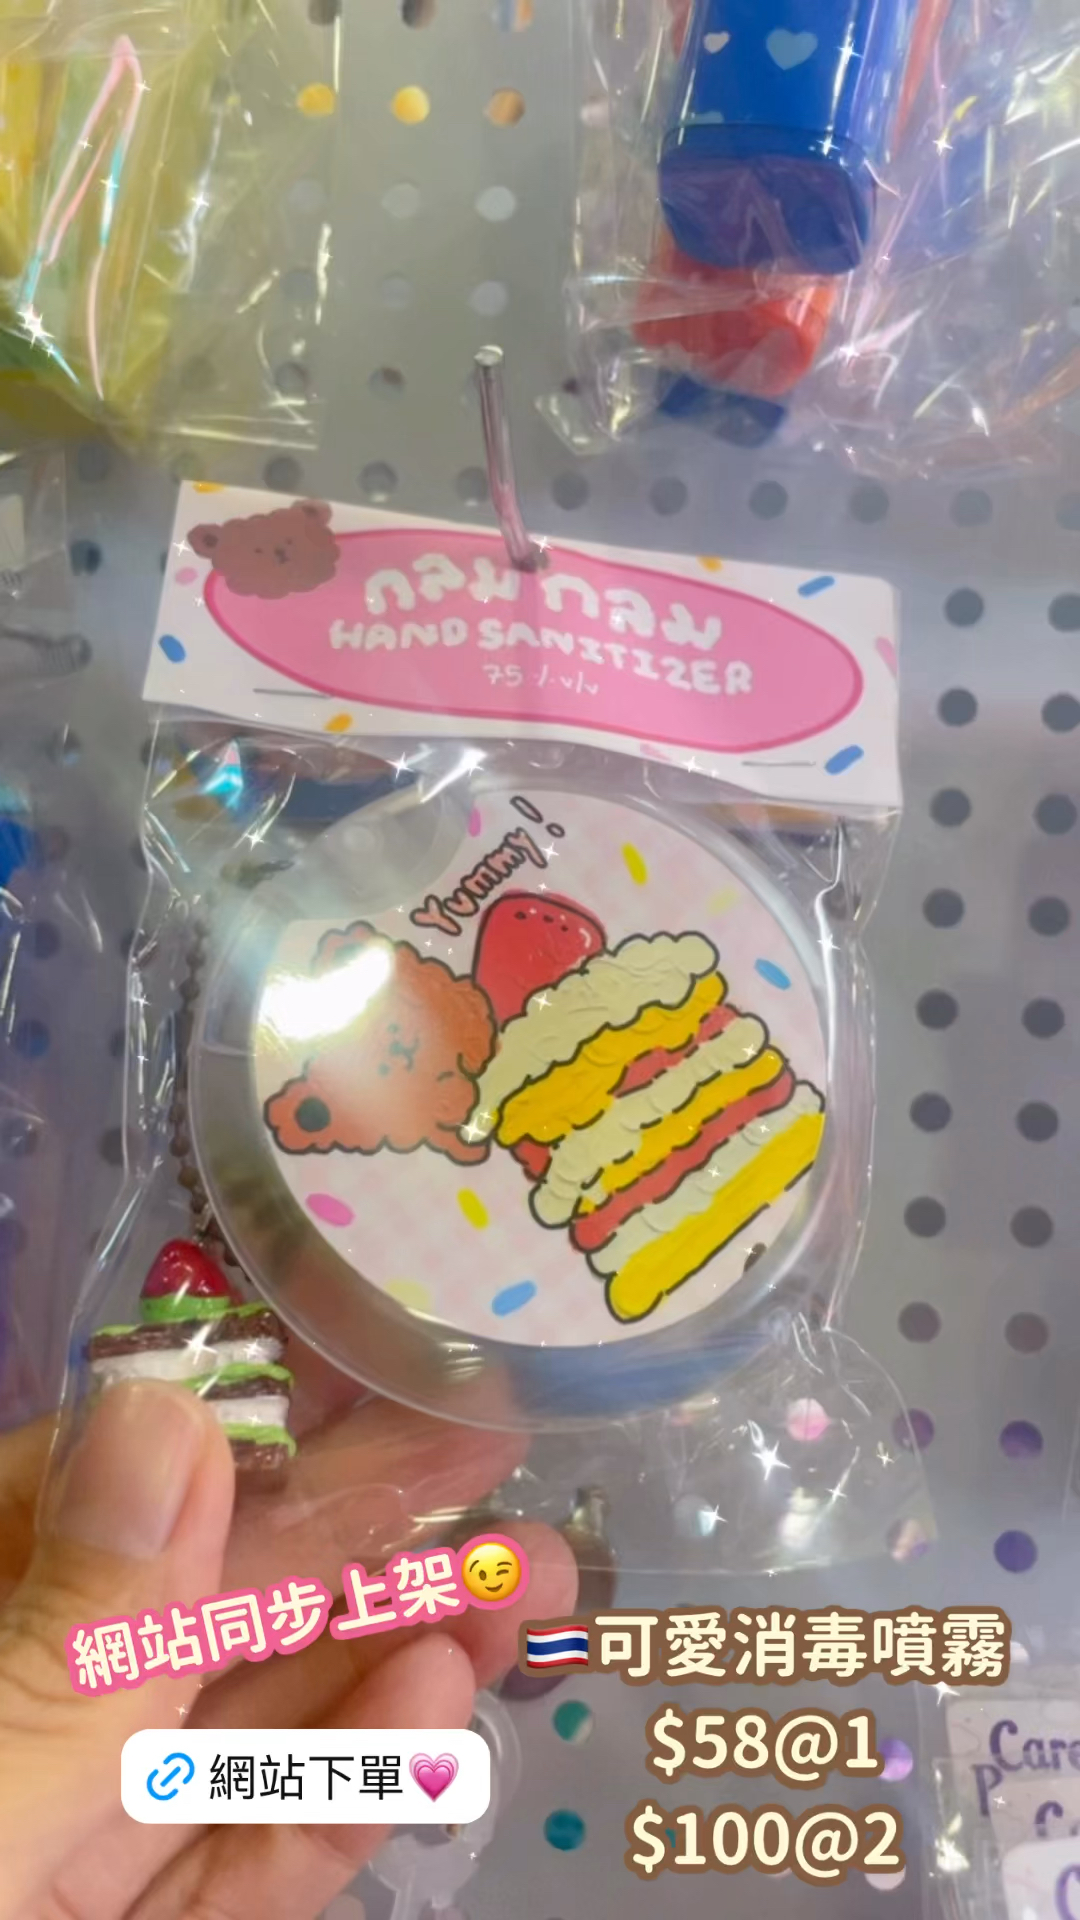 กลม กลม
HAND SANITIZER
75 %v/v
Yummy!
網站同步上架😉
🇹🇭可愛消毒噴霧
$58@1
$100@2
網站下單💗
Care
P